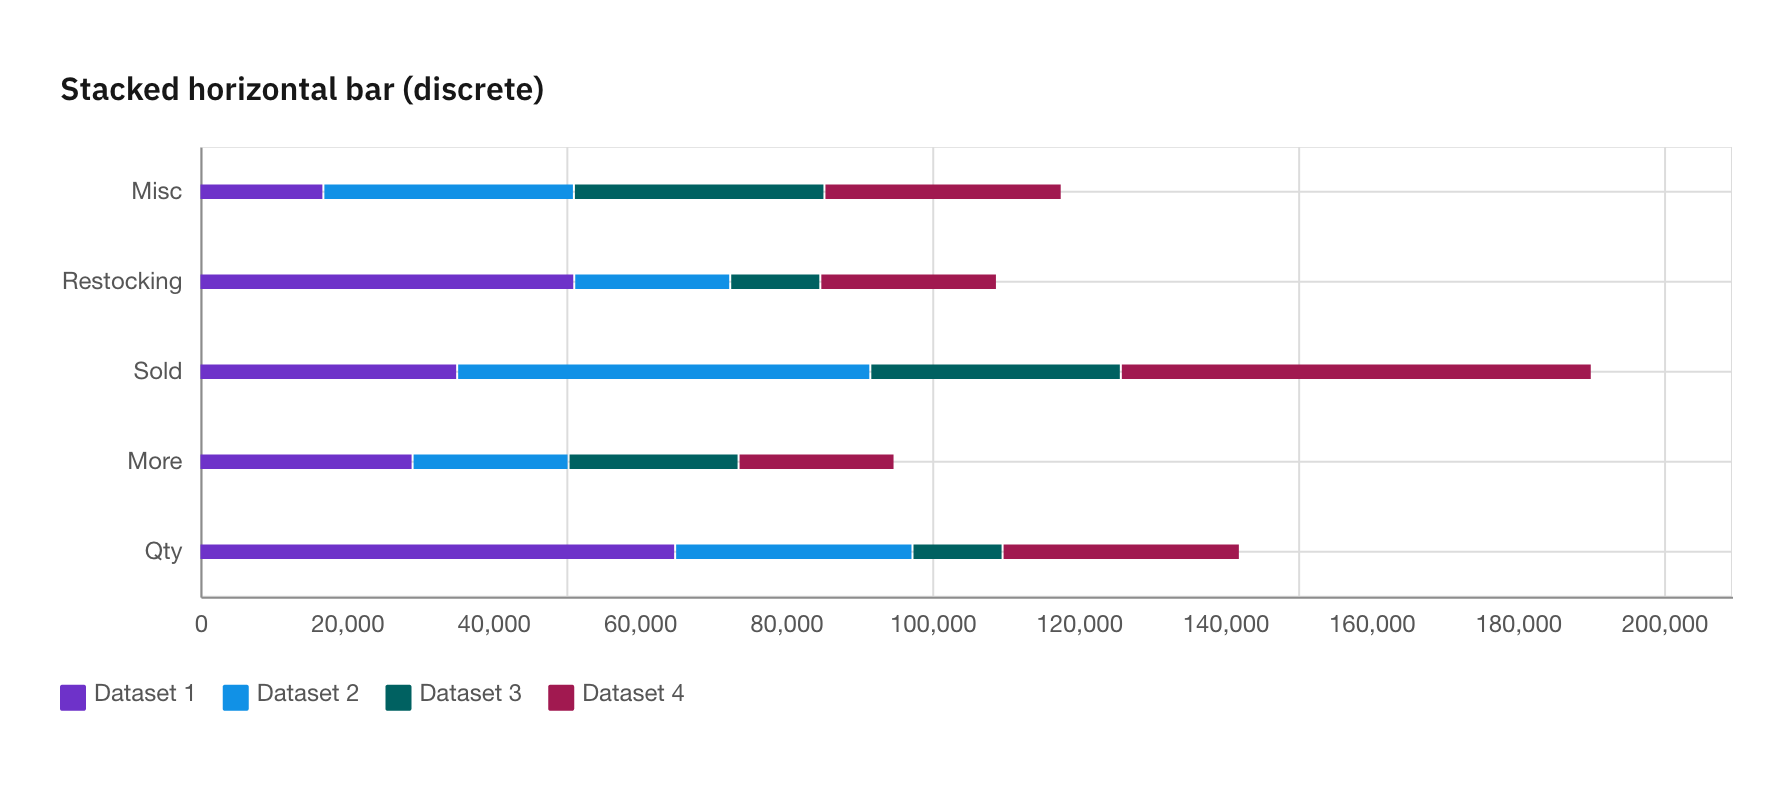 Stacked horizontal bar (discrete)
Misc
Restocking
Sold
More
Qty
0 20,000 40,000 60,000 80,000 100,000 120,000 140,000 160,000 180,000 200,000
Dataset 1 Dataset 2 Dataset 3 Dataset 4